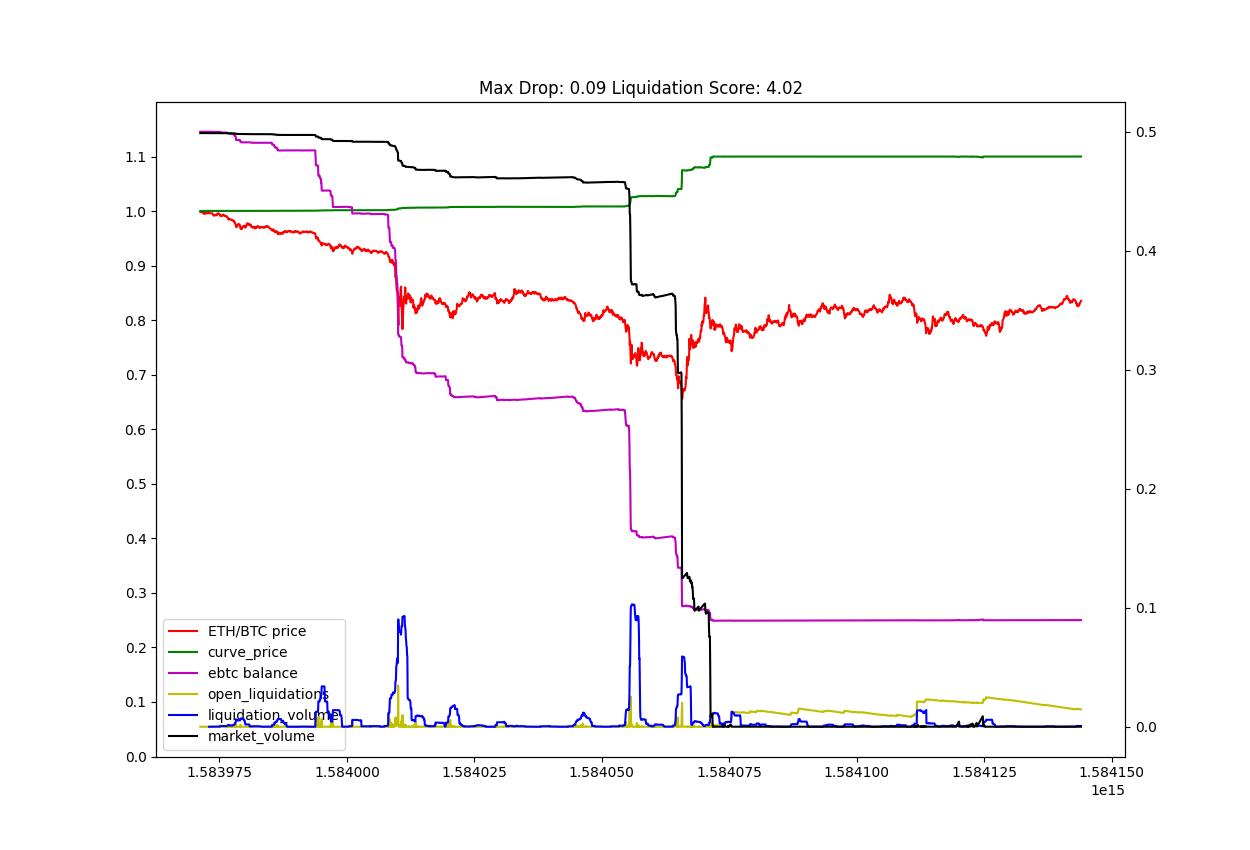 Max Drop: 0.09 Liquidation Score: 4.02
1.1
1.0
0.9
0.8
0.7
0.6
0.5
0.4
0.3
0.2
0.1
0.0
0.5
0.4
0.3
0.2
0.1
0.0
ETH/BTC price
curve_price
ebtc balance
open_liquidations
liquidation_volume
market_volume
1.583975 1.584000 1.584025 1.584050 1.584075 1.584100 1.584125 1.584150
1e15